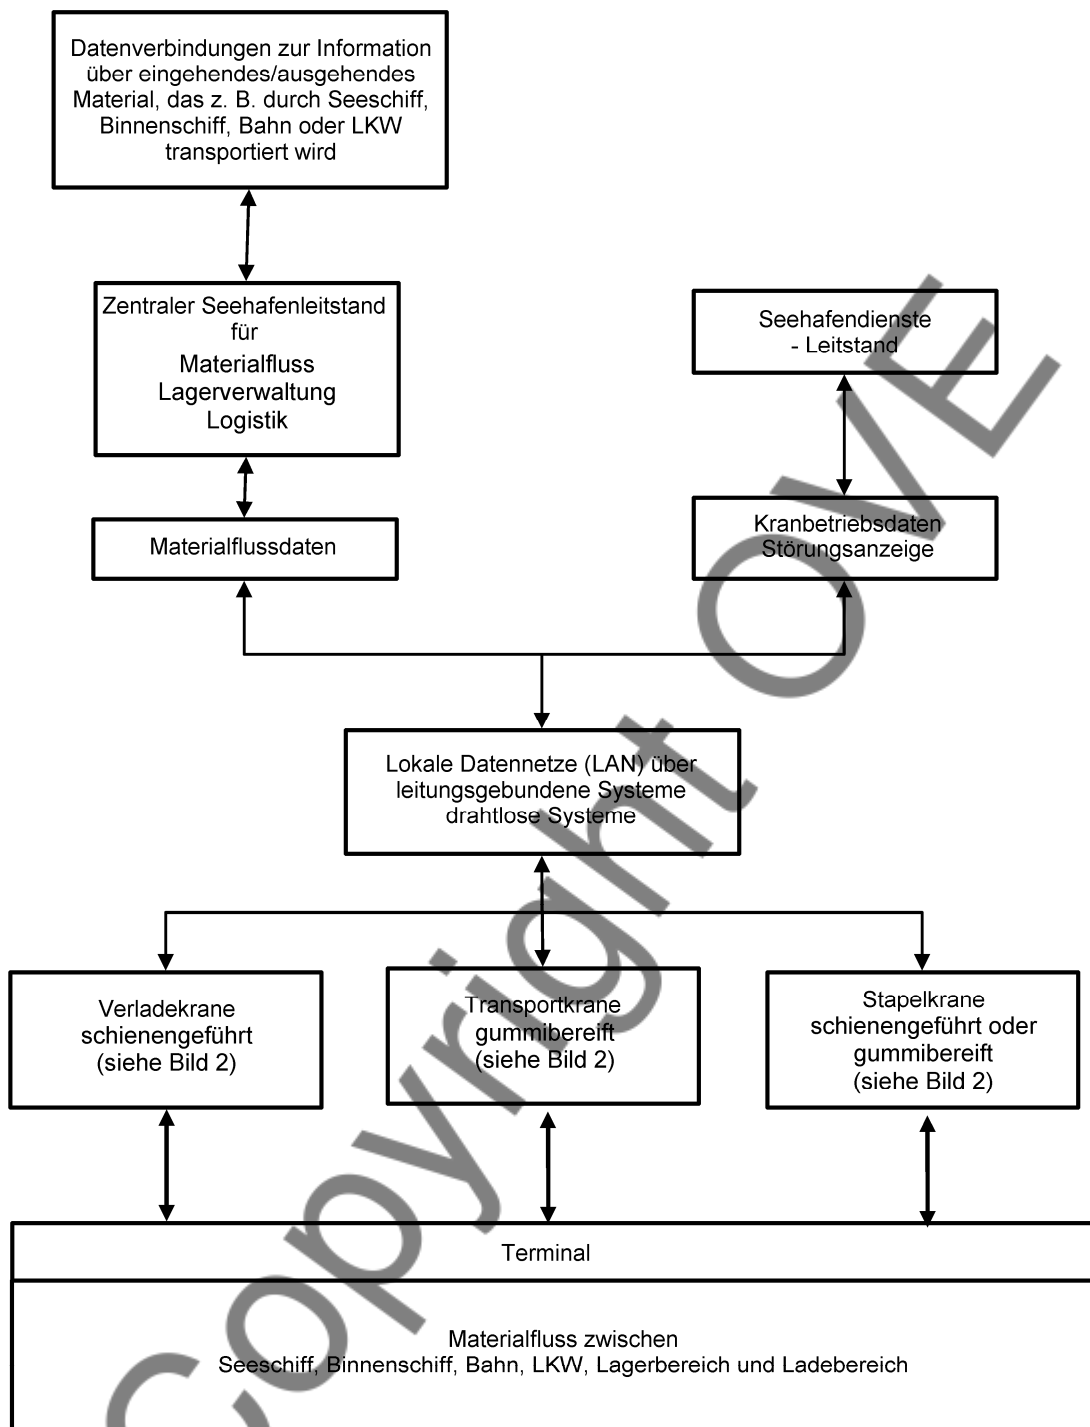 Datenverbindungen zur Information
über eingehendes/ausgehendes
Material, das z. B. durch Seeschiff,
Binnenschiff, Bahn oder LKW
transportiert wird
Zentraler Seehafenleitstand
für
Materialfluss
Lagerverwaltung
Logistik
Seehafendienste
- Leitstand
Materialflussdaten
Kranbetriebsdaten
Störungsanzeige
Lokale Datennetze (LAN) über
leitungsgebundene Systeme
drahtlose Systeme
Verladekrane
schienengeführt
(siehe Bild 2)
Transportkrane
gummibereift
(siehe Bild 2)
Stapelkrane
schienengeführt oder
gummibereift
(siehe Bild 2)
Terminal
Materialfluss zwischen
Seeschiff, Binnenschiff, Bahn, LKW, Lagerbereich und Ladebereich
Copyright OVE